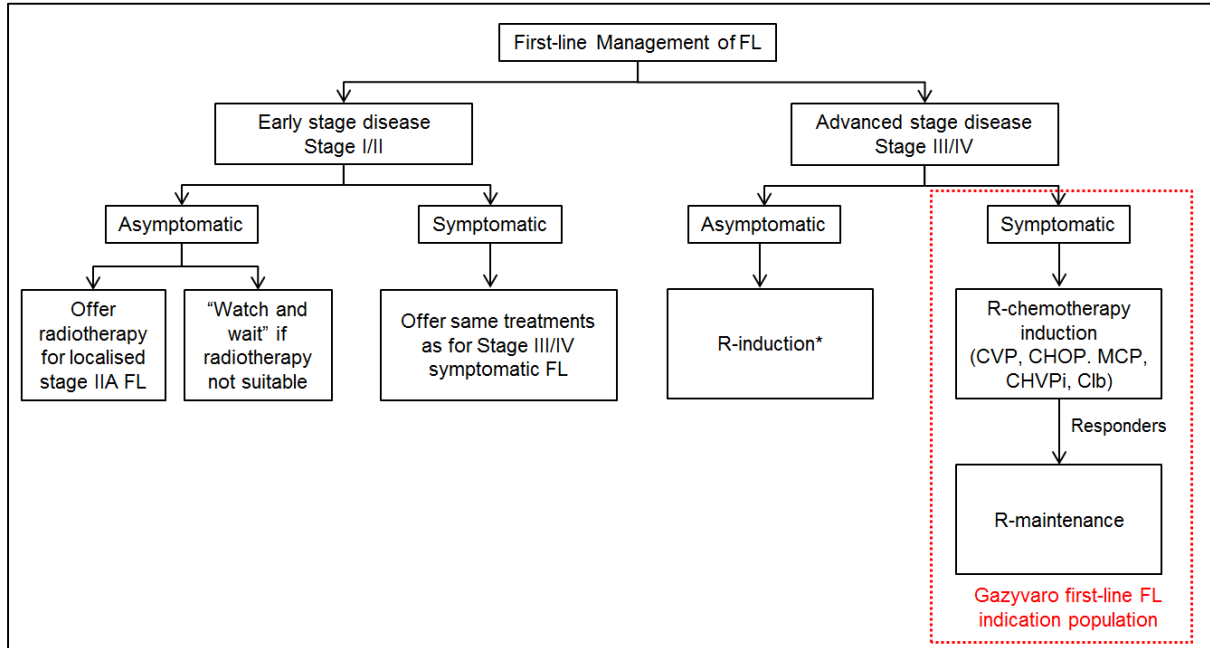 First-line Management of FL
Early stage disease
Stage I/II
Advanced stage disease
Stage III/IV
Asymptomatic
Symptomatic
Asymptomatic
Symptomatic
Offer
radiotherapy
for localised
stage IIA FL
“Watch and
wait” if
radiotherapy
not suitable
Offer same treatments
as for Stage III/IV
symptomatic FL
R-induction*
R-chemotherapy
induction
(CVP, CHOP. MCP,
CHVPi, Clb)
Responders
R-maintenance
Gazyvaro first-line FL
indication population